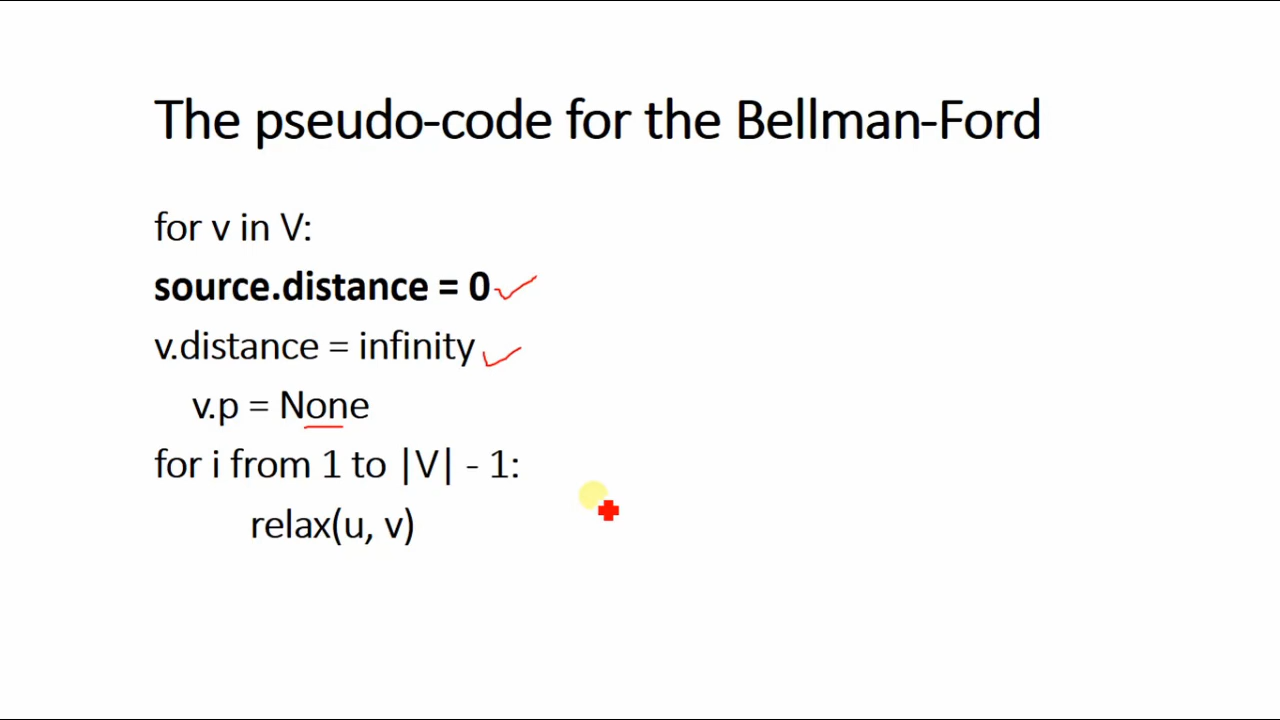 The pseudo-code for the Bellman-Ford
for v in V:
source.distance = 0
v.distance = infinity
v.p = None
for i from 1 to |V| - 1:
relax(u, v)